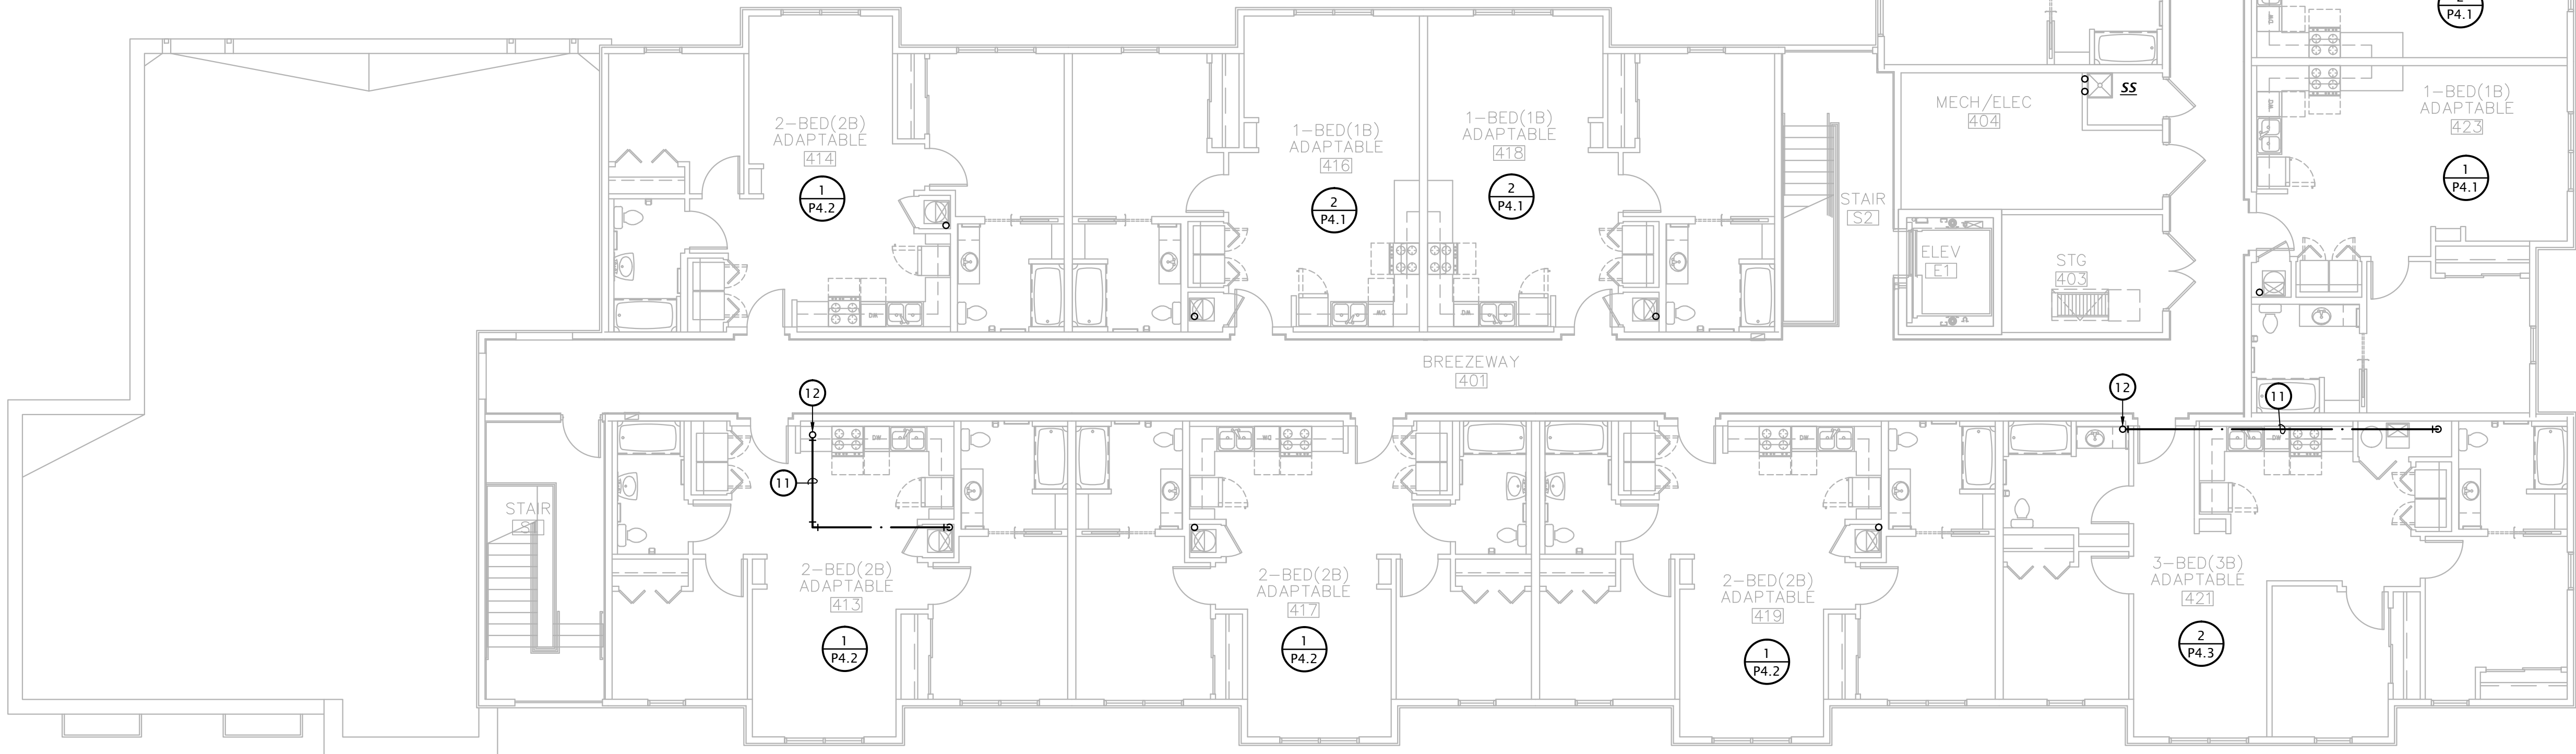 2
P4.1
MECH/ELEC
404
SS
1-BED(1B)
ADAPTABLE
423
1
P4.1
2-BED(2B)
ADAPTABLE
414
1
P4.2
1-BED(1B)
ADAPTABLE
416
2
P4.1
1-BED(1B)
ADAPTABLE
418
2
P4.1
STAIR
S2
ELEV
E1
STG
403
DW
DW
DW
DW
DW
BREEZEWAY
401
12
12
11
11
DW
DW
DW
DW
STAIR
2-BED(2B)
ADAPTABLE
413
1
P4.2
2-BED(2B)
ADAPTABLE
417
1
P4.2
2-BED(2B)
ADAPTABLE
419
1
P4.2
3-BED(3B)
ADAPTABLE
421
2
P4.3